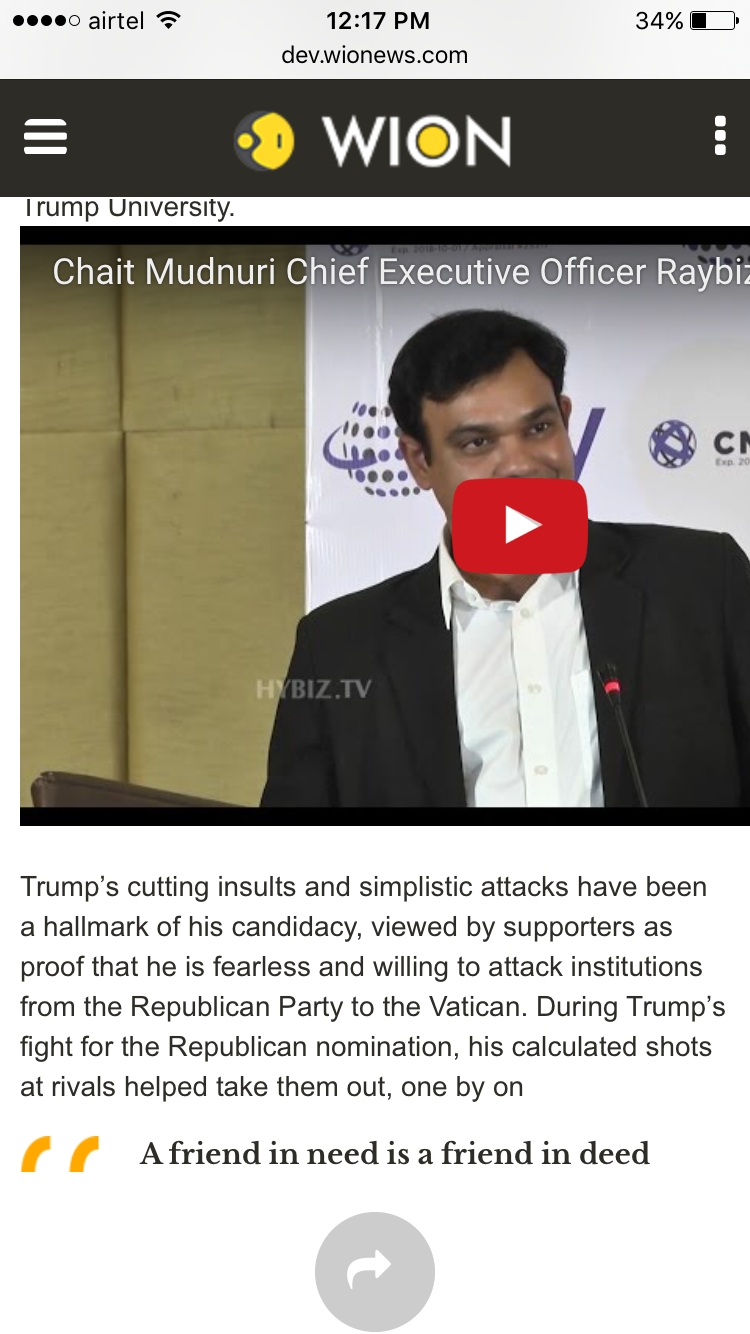 airtel 12:17 PM 34%
dev.wionews.com
WION
Trump University.
Chait Mudnuri Chief Executive Officer Raybiz
HYBIZ.TV
Trump’s cutting insults and simplistic attacks have been
a hallmark of his candidacy, viewed by supporters as
proof that he is fearless and willing to attack institutions
from the Republican Party to the Vatican. During Trump’s
fight for the Republican nomination, his calculated shots
at rivals helped take them out, one by on
A friend in need is a friend in deed